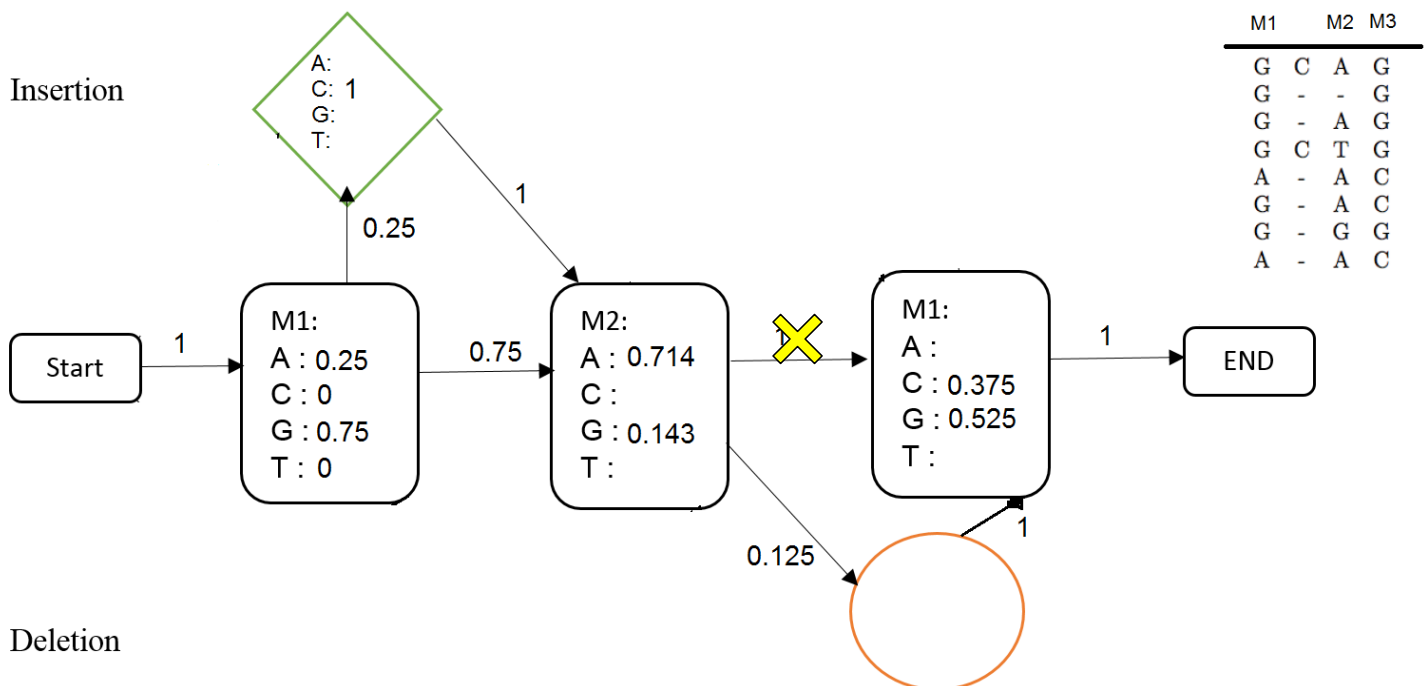 Insertion
A:
C: 1
G:
T:
1
0.25
Start
1
M1:
A : 0.25
C : 0
G : 0.75
T : 0
0.75
M2:
A : 0.714
C :
G : 0.143
T :
1
M1:
A :
C : 0.375
G : 0.525
T :
1
END
0.125
1
Deletion
M1 M2 M3
G C A G
G - - G
G - A G
G C T G
A - A C
G - A C
G - G G
A - A C